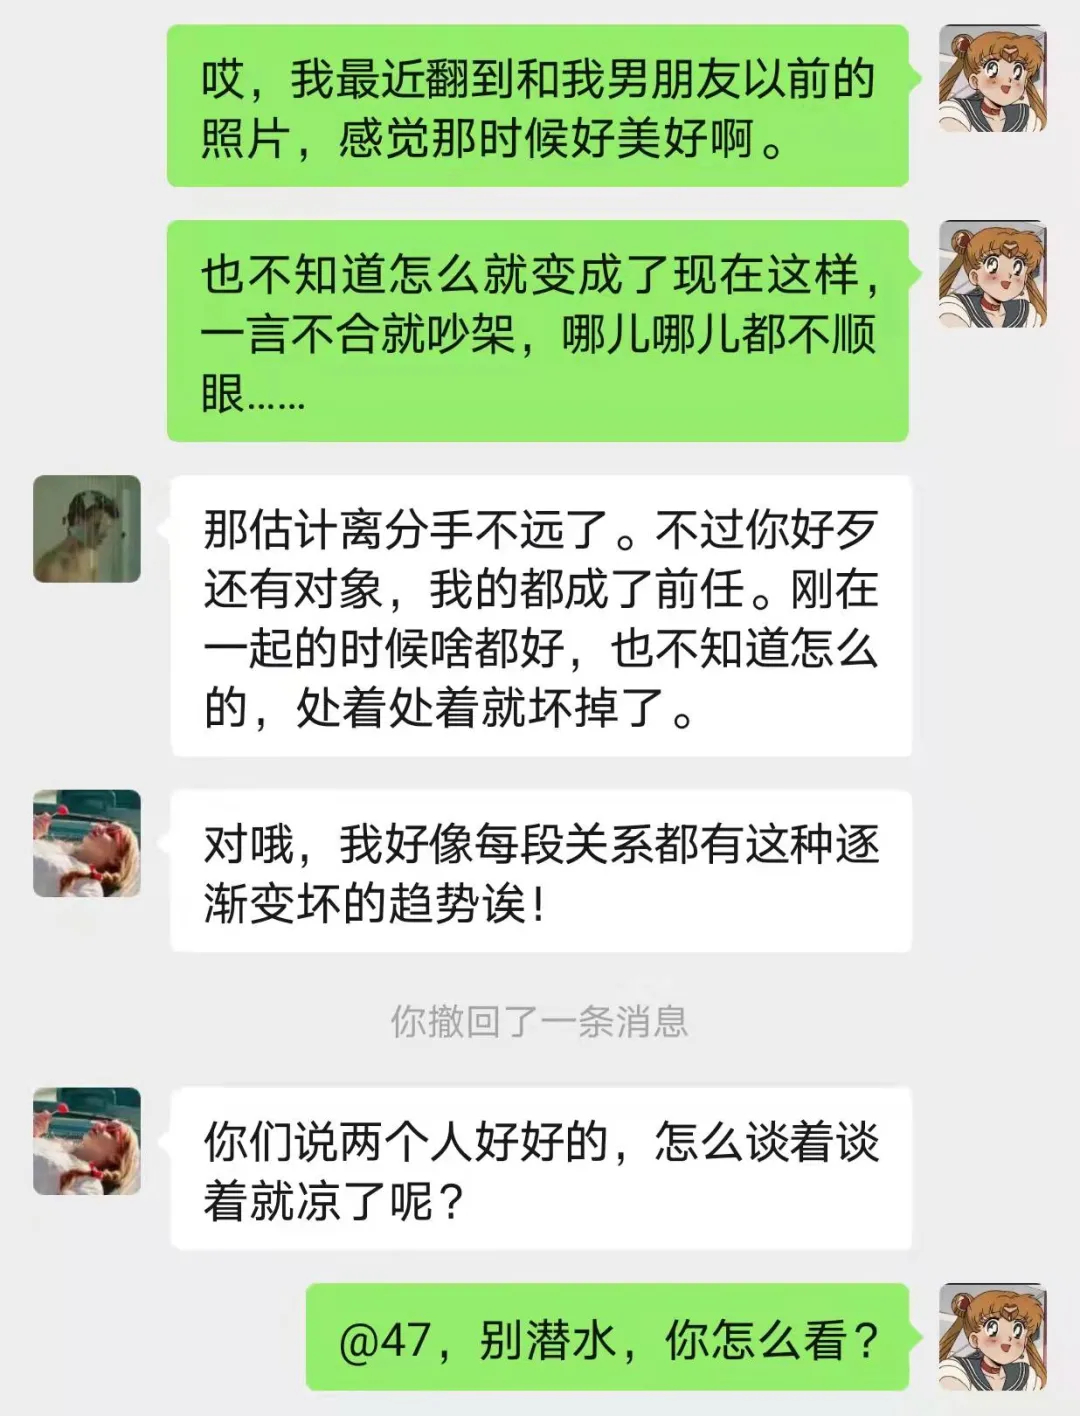 哎，我最近翻到和我男朋友以前的
照片，感觉那时候好美好啊。
也不知道怎么就变成了现在这样，
一言不合就吵架，哪儿哪儿都不顺
眼……
那估计离分手不远了。不过你好歹
还有对象，我的都成了前任。刚在
一起的时候啥都好，也不知道怎么
的，处着处着就坏掉了。
对哦，我好像每段关系都有这种逐
渐变坏的趋势诶！
你撤回了一条消息
你们说两个人好好的，怎么谈着谈
着就凉了呢？
@47，别潜水，你怎么看？